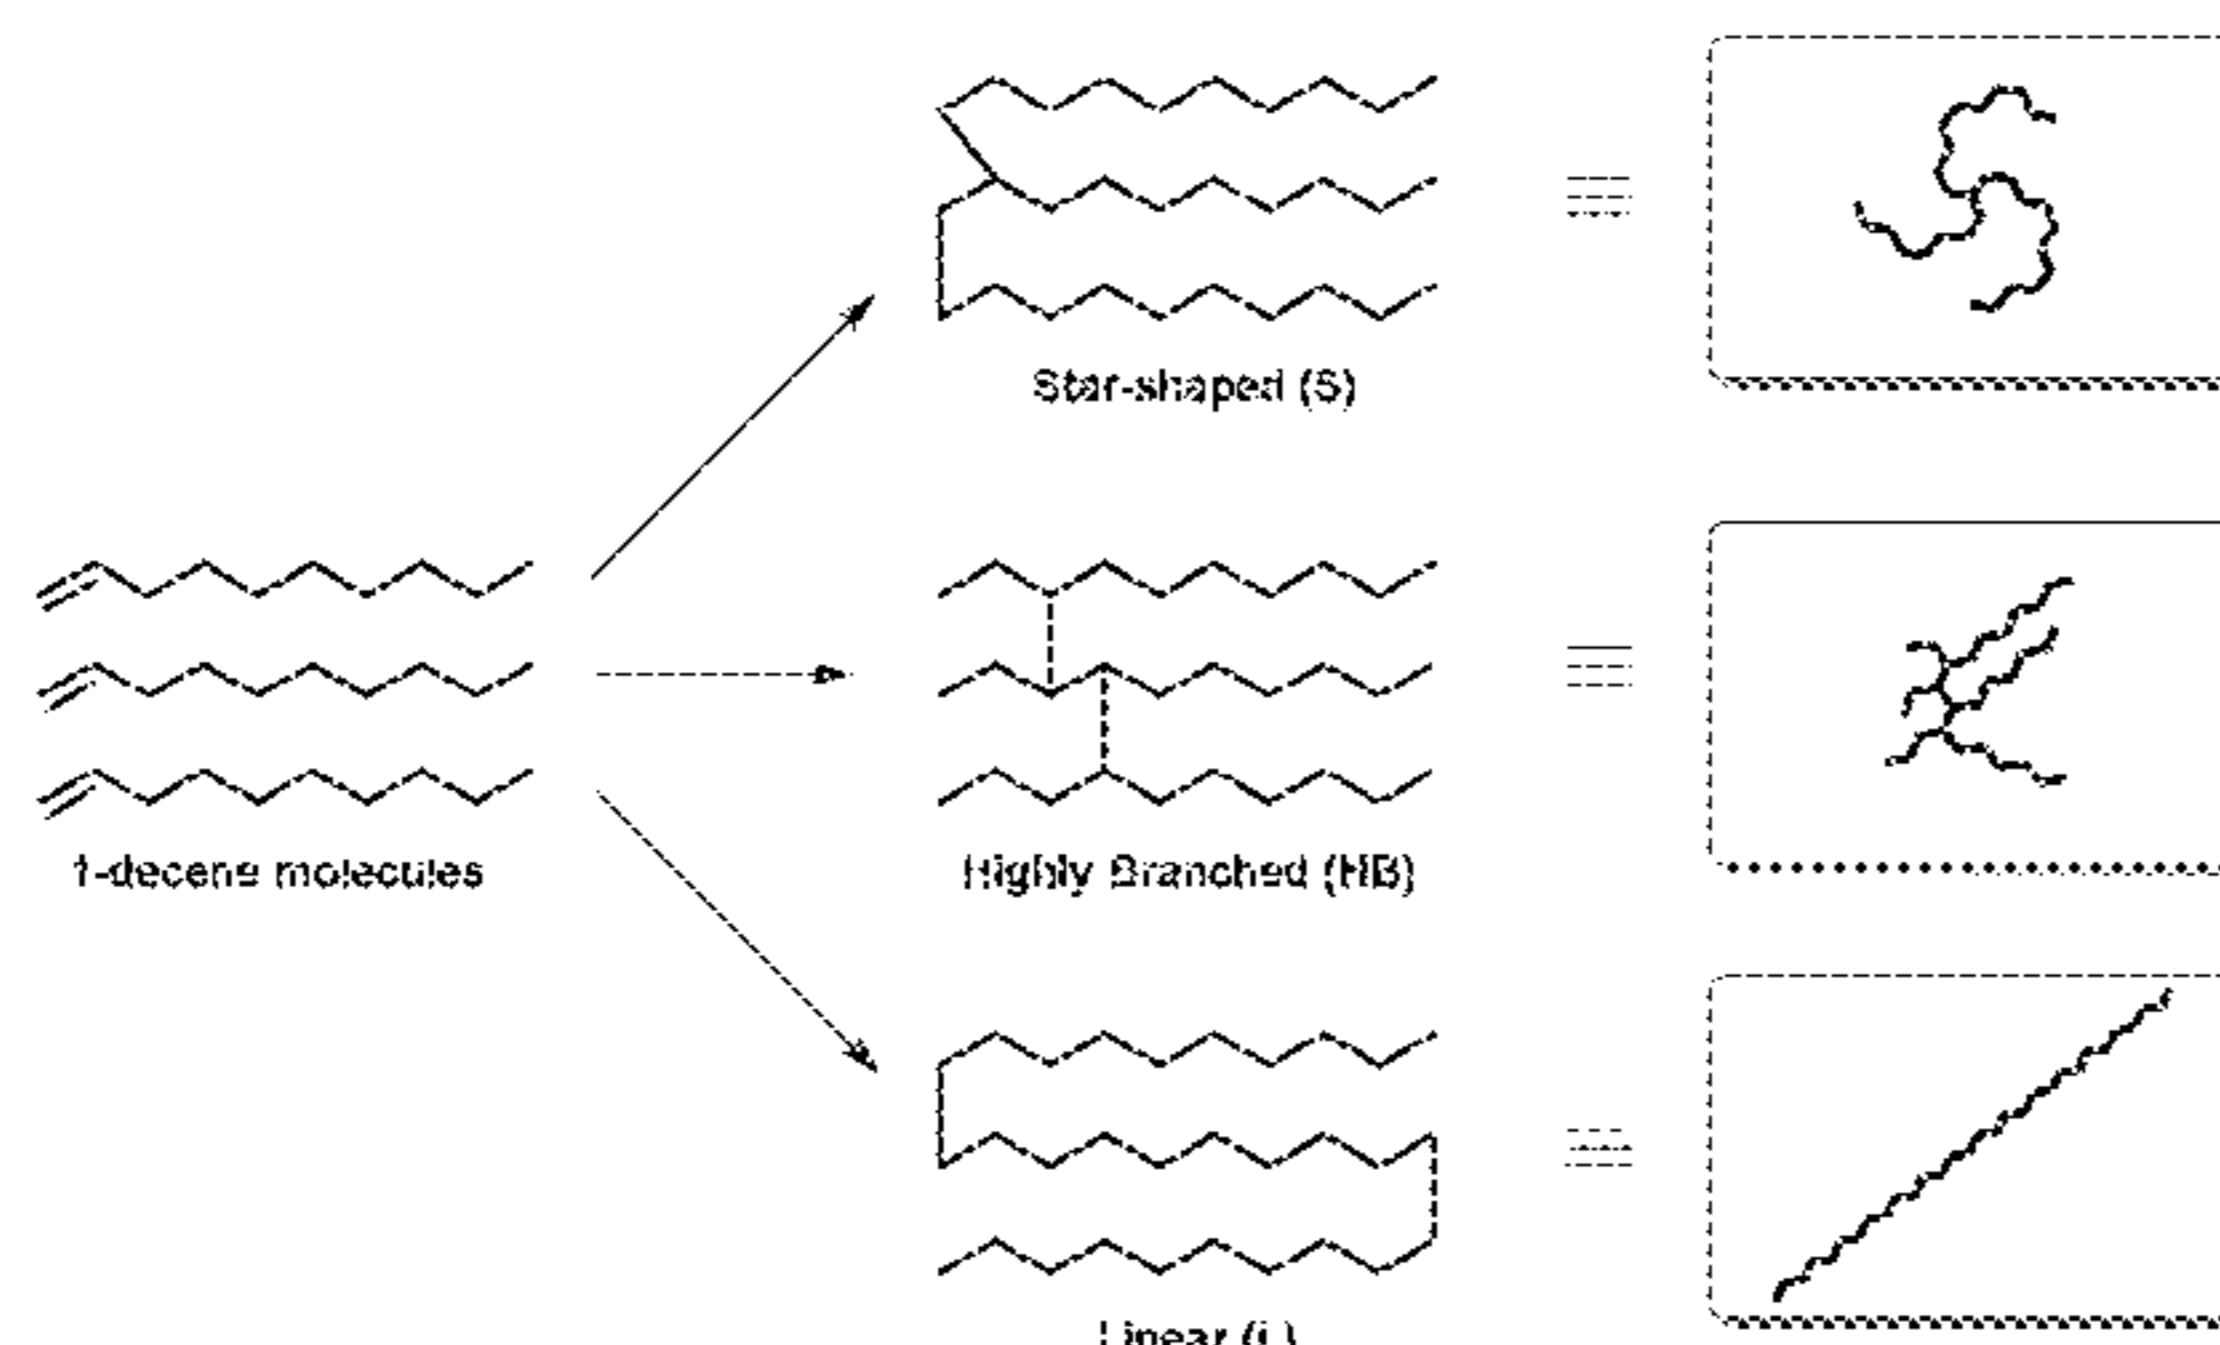 Star-shaped (S)
1-decene molecules
Highly Branched (HB)
Linear (L)